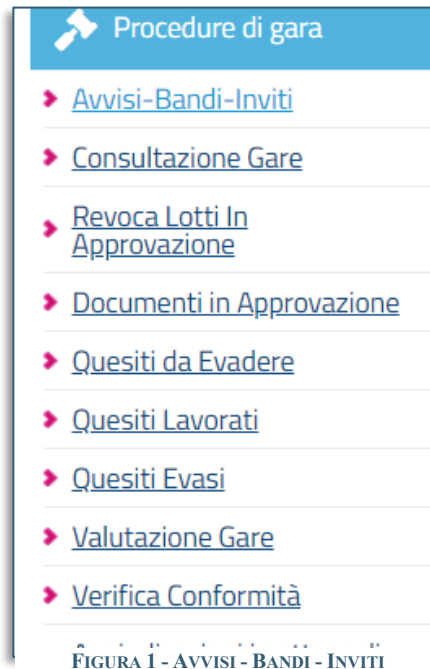 Procedure di gara
Avvisi-Bandi-Inviti
Consultazione Gare
Revoca Lotti In
Approvazione
Documenti in Approvazione
Quesiti da Evadere
Quesiti Lavorati
Quesiti Evasi
Valutazione Gare
Verifica Conformità
FIGURA 1 - AVVISI - BANDI - INVITI